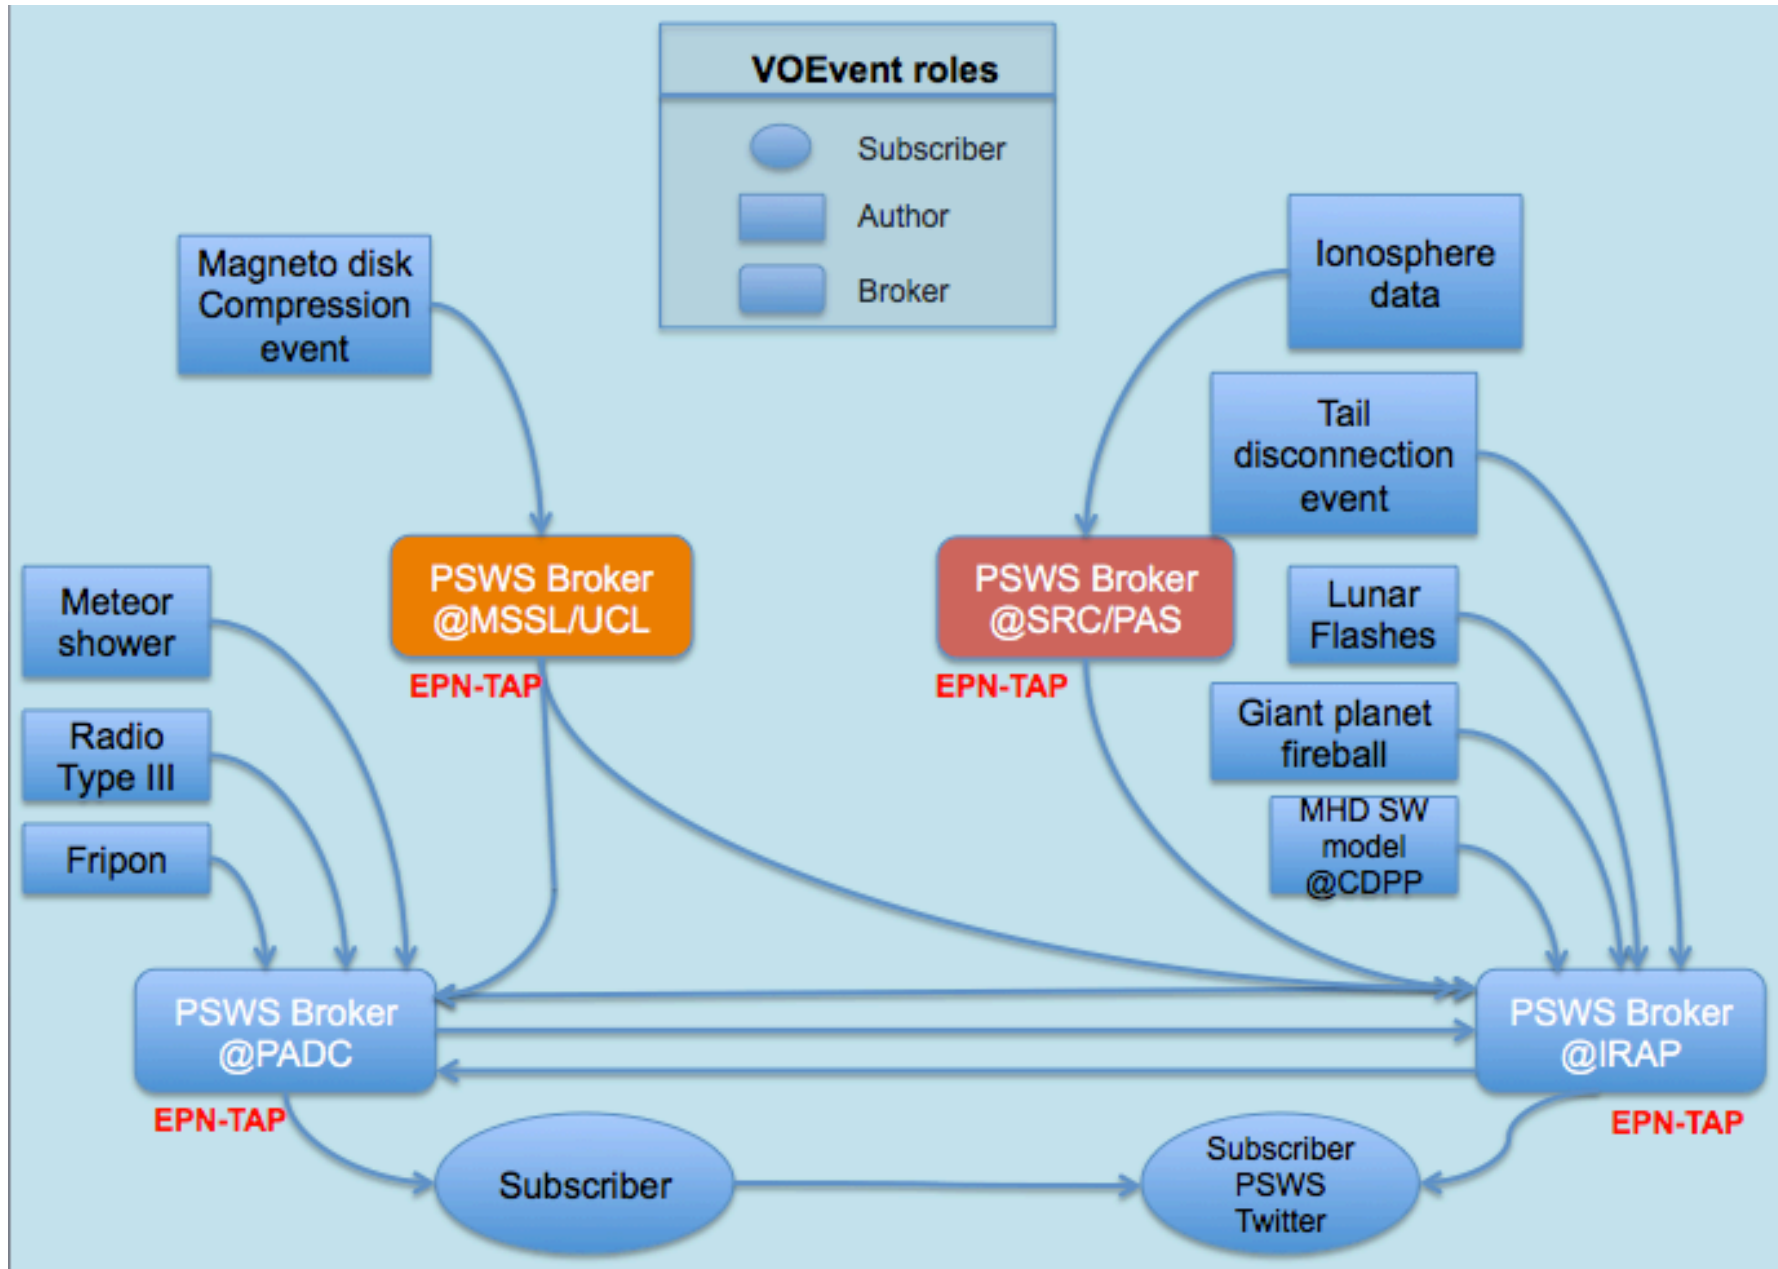 VOEvent roles
Subscriber
Author
Broker
Magneto disk
Compression
event
Ionosphere
data
Tail
disconnection
event
PSWS Broker
@MSSL/UCL
EPN-TAP
PSWS Broker
@SRC/PAS
EPN-TAP
Meteor
shower
Radio
Type III
Fripon
Lunar
Flashes
Giant planet
fireball
MHD SW
model
@CDPP
PSWS Broker
@PADC
EPN-TAP
PSWS Broker
@IRAP
EPN-TAP
Subscriber
Subscriber
PSWS
Twitter